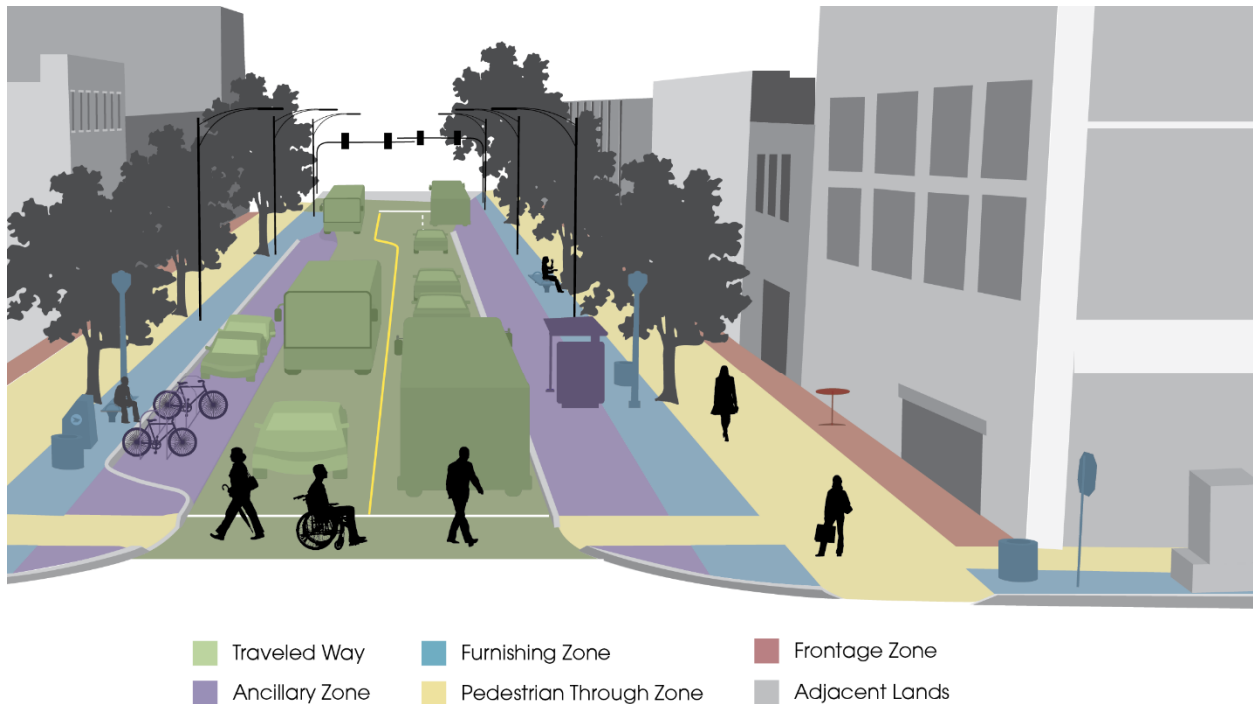 Traveled Way
Furnishing Zone
Frontage Zone
Ancillary Zone
Pedestrian Through Zone
Adjacent Lands